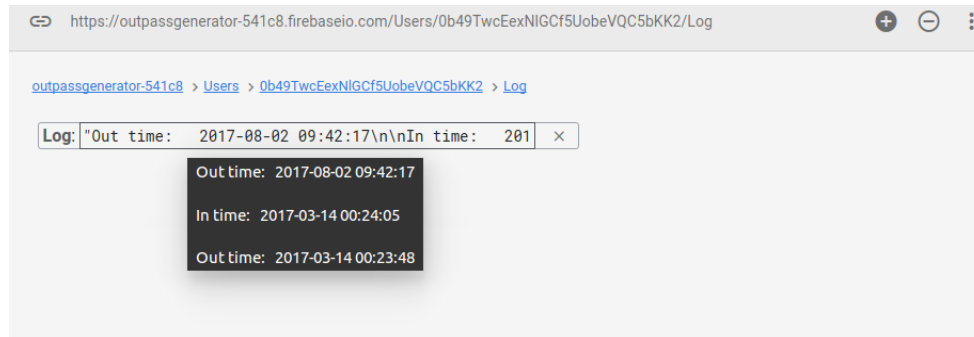 https://outpassgenerator-541c8.firebaseio.com/Users/0b49TwcEexNlGCf5UobeVQC5bKK2/Log
outpassgenerator-541c8 > Users > 0b49TwcEexNlGCf5UobeVQC5bKK2 > Log
Log: "Out time:   2017-08-02 09:42:17\n\nIn time:   201
Out time:  2017-08-02 09:42:17
In time:  2017-03-14 00:24:05
Out time:  2017-03-14 00:23:48